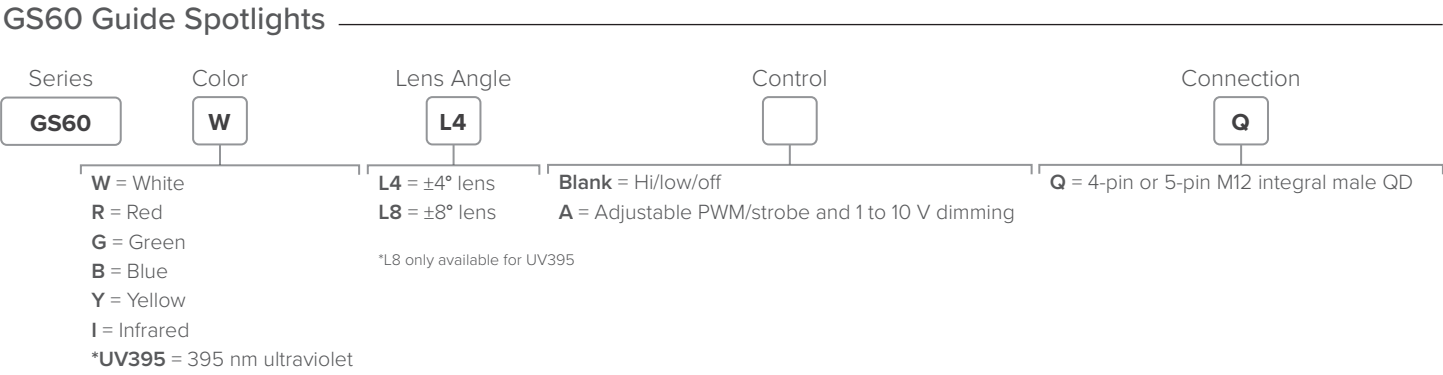 GS60 Guide Spotlights
Series Color Lens Angle Control Connection
GS60 W L4 Q
W = White
R = Red
G = Green
B = Blue
Y = Yellow
I = Infrared
*UV395 = 395 nm ultraviolet
L4 = ±4° lens
L8 = ±8° lens
*L8 only available for UV395
Blank = Hi/low/off
A = Adjustable PWM/strobe and 1 to 10 V dimming
Q = 4-pin or 5-pin M12 integral male QD